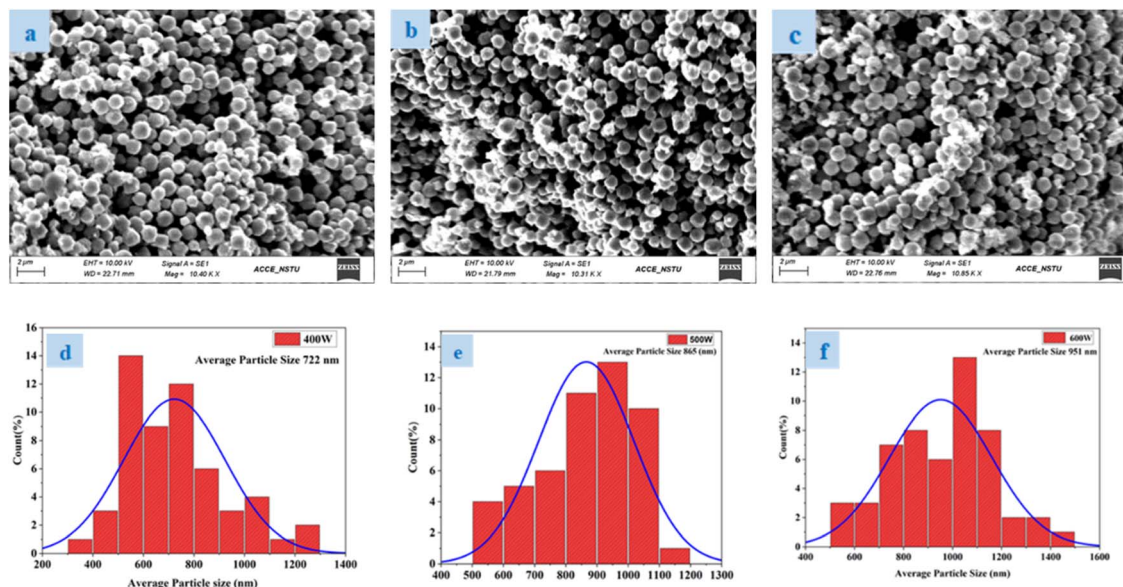 a
2 µm
EHT = 10.00 kV Signal A = SE1
WD = 22.71 mm Mag = 10.40 K X
ACCE_NSTU
ZEISS
b
2 µm
EHT = 10.00 kV Signal A = SE1
WD = 21.79 mm Mag = 10.31 K X
ACCE_NSTU
ZEISS
c
2 µm
EHT = 10.00 kV Signal A = SE1
WD = 22.76 mm Mag = 10.85 K X
ACCE_NSTU
ZEISS
d
400W
Average Particle Size 722 nm
Count(%)
16
14
12
10
8
6
4
2
0
200 400 600 800 1000 1200 1400
Average Particle size (nm)
e
500W
Average Particle Size 865 (nm)
Count(%)
14
12
10
8
6
4
2
0
400 500 600 700 800 900 1000 1100 1200 1300
Average Particle size (nm)
f
600W
Average Particle Size 951 nm
Count(%)
14
12
10
8
6
4
2
0
400 600 800 1000 1200 1400 1600
Average Particle Size (nm)